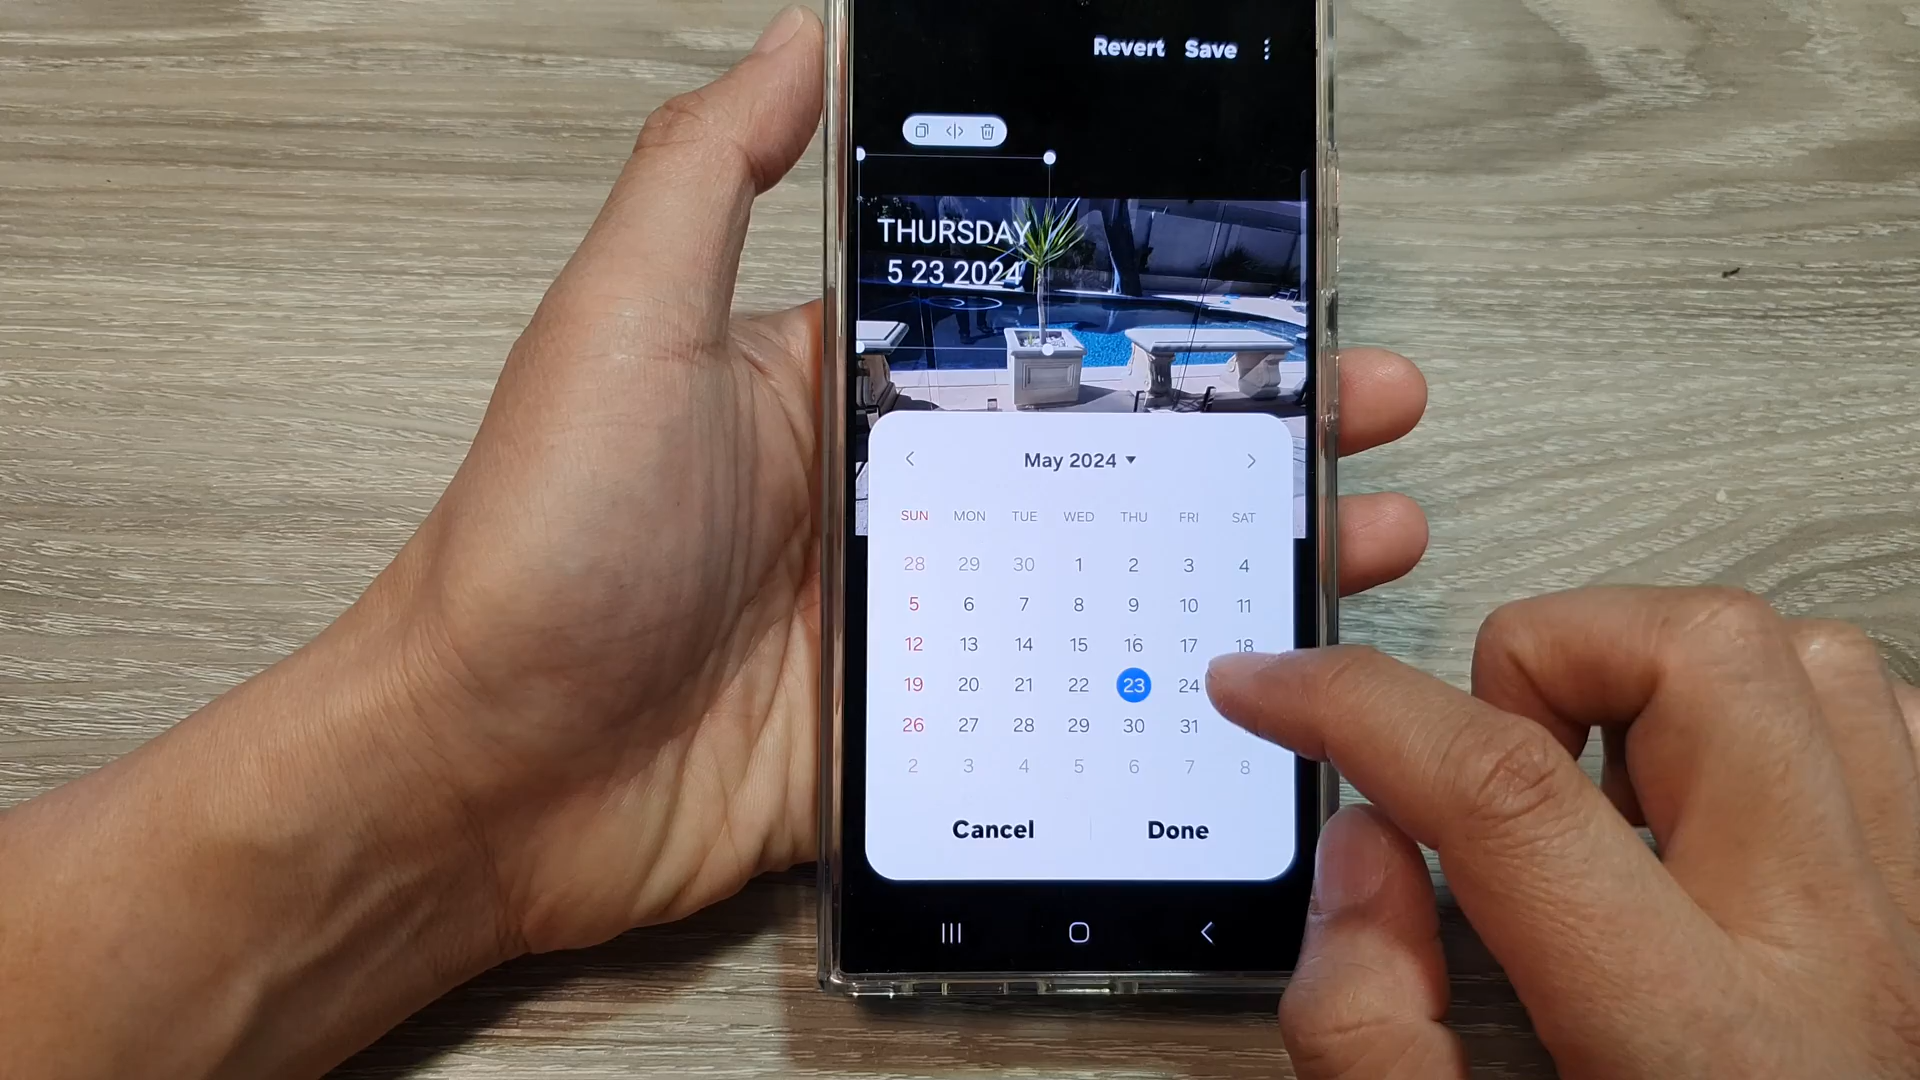 Revert Save
THURSDAY
5 23 2024
May 2024
SUN MON TUE WED THU FRI SAT
28 29 30 1 2 3 4
5 6 7 8 9 10 11
12 13 14 15 16 17 18
19 20 21 22 23 24
26 27 28 29 30 31
2 3 4 5 6 7 8
Cancel Done